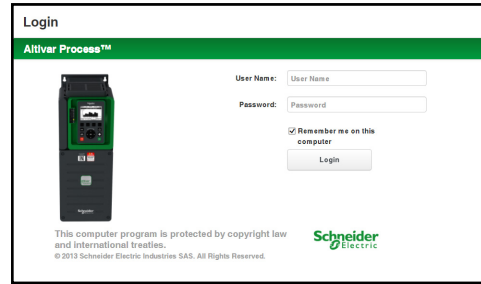 Login
Altivar Process™
User Name: User Name
Password: Password
Remember me on this
computer
Login
This computer program is protected by copyright law
and international treaties.
© 2013 Schneider Electric Industries SAS. All Rights Reserved.
Schneider
Electric